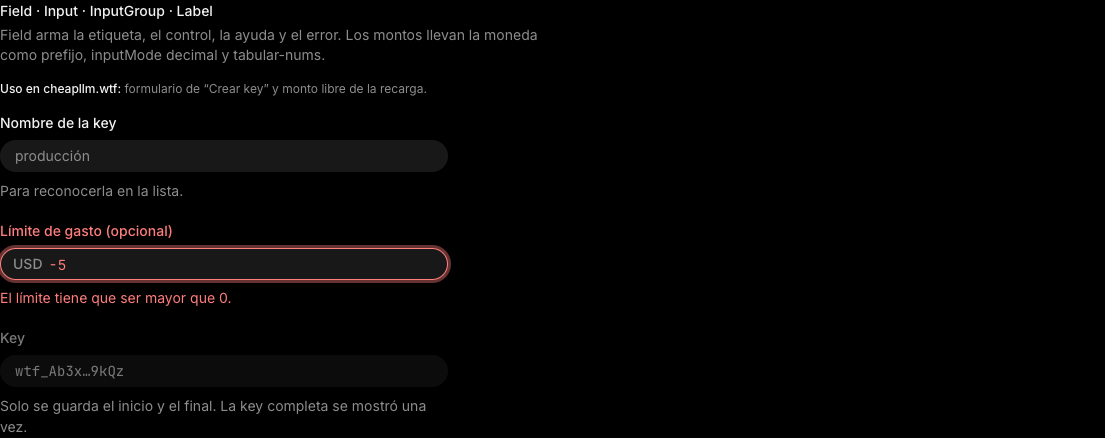 Field · Input · InputGroup · Label
Field arma la etiqueta, el control, la ayuda y el error. Los montos llevan la moneda
como prefijo, inputMode decimal y tabular-nums.
Uso en cheapllm.wtf: formulario de “Crear key” y monto libre de la recarga.
Nombre de la key
producción
Para reconocerla en la lista.
Límite de gasto (opcional)
USD -5
El límite tiene que ser mayor que 0.
Key
wtf_Ab3x…9kQz
Solo se guarda el inicio y el final. La key completa se mostró una
vez.